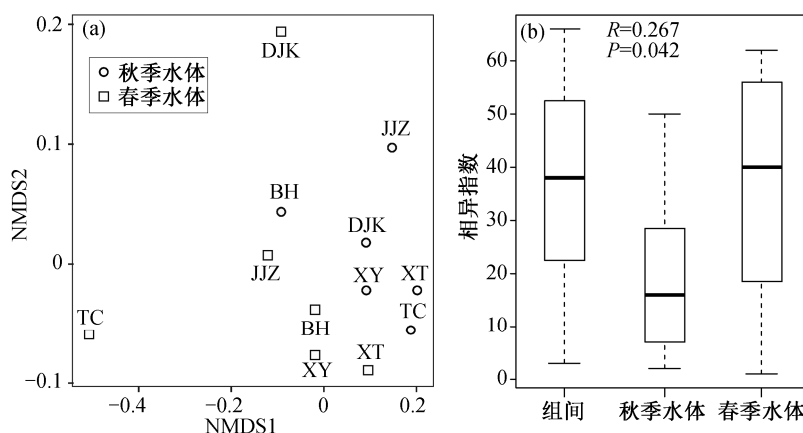 (a)
秋季水体
春季水体
DJK
JJZ
BH
DJK
JJZ
XY
XT
TC
TC
BH
XY
XT
0.2
0.1
0
−0.1
NMDS2
−0.4
−0.2
0
0.2
NMDS1
(b)
R=0.267
P=0.042
60
50
40
30
20
10
0
相异指数
组间
秋季水体
春季水体